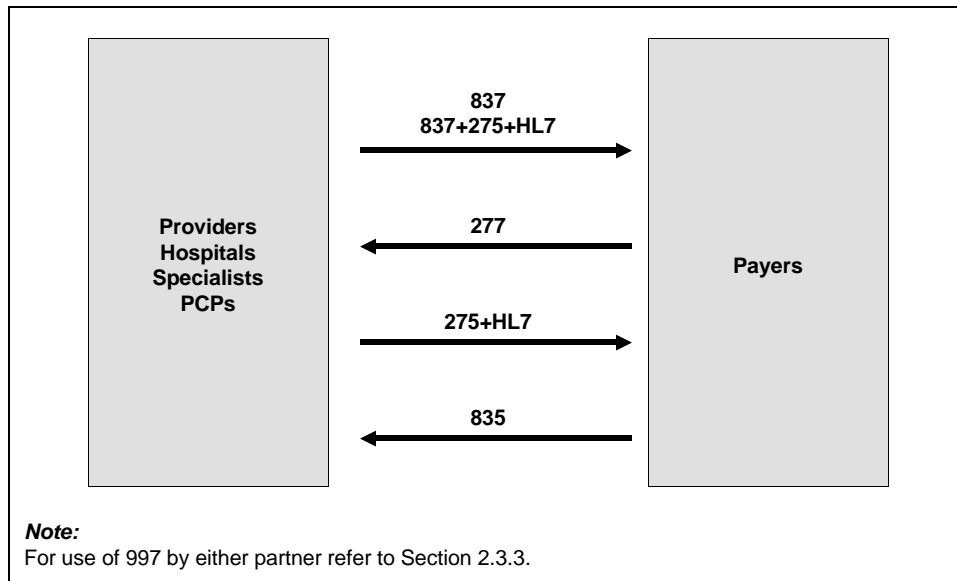 837
837+275+HL7
277
Providers
Hospitals
Specialists
PCPs
Payers
275+HL7
835
Note:
For use of 997 by either partner refer to Section 2.3.3.